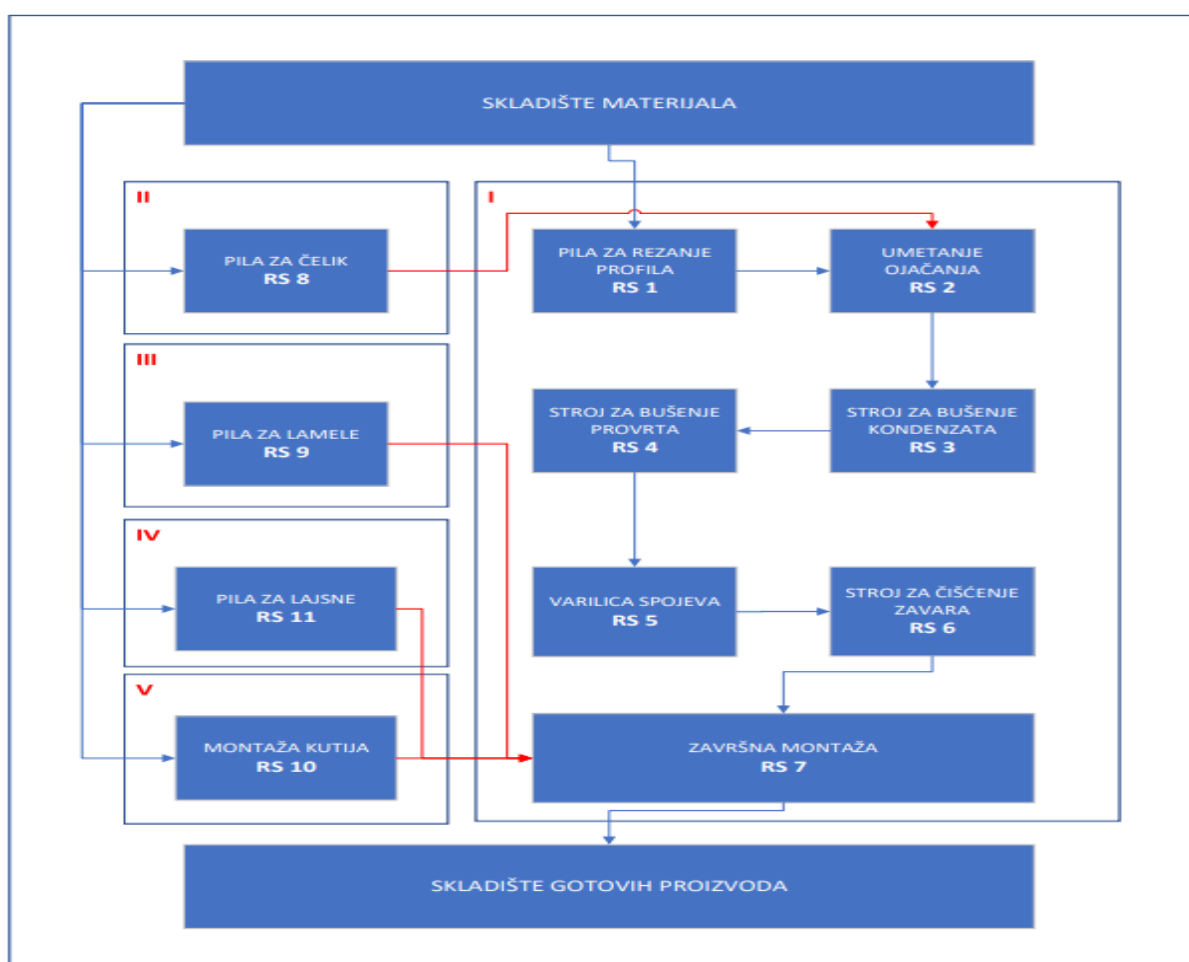 SKLADIŠTE MATERIJALA
II
PILA ZA ČELIK
RS 8
I
PILA ZA REZANJE
PROFILA
RS 1
UMETANJE
OJAČANJA
RS 2
III
PILA ZA LAMELE
RS 9
STROJ ZA BUŠENJE
PROVRTA
RS 4
STROJ ZA BUŠENJE
KONDENZATA
RS 3
IV
PILA ZA LAJSNE
RS 11
VARILICA SPOJEVA
RS 5
STROJ ZA ČIŠĆENJE
ZAVARA
RS 6
V
MONTAŽA KUTIJA
RS 10
ZAVRŠNA MONTAŽA
RS 7
SKLADIŠTE GOTOVIH PROIZVODA